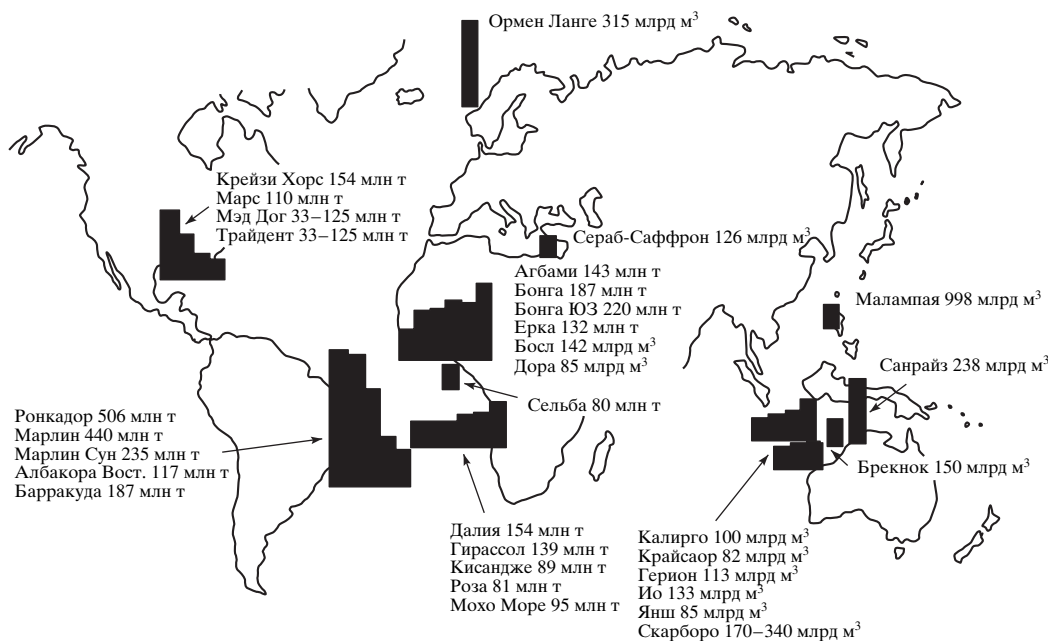 Ормен Ланге 315 млрд м³
Крейзи Хорс 154 млн т
Марс 110 млн т
Мэд Дог 33–125 млн т
Трайдент 33–125 млн т
Сераб-Саффрон 126 млрд м³
Агбами 143 млн т
Бонга 187 млн т
Бонга ЮЗ 220 млн т
Ерка 132 млн т
Босл 142 млрд м³
Дора 85 млрд м³
Малампая 998 млрд м³
Санрайз 238 млрд м³
Сельба 80 млн т
Ронкадор 506 млн т
Марлин 440 млн т
Марлин Сун 235 млн т
Албакора Вост. 117 млн т
Барракуда 187 млн т
Брекнок 150 млрд м³
Далия 154 млн т
Гирассол 139 млн т
Кисандже 89 млн т
Роза 81 млн т
Мохо Море 95 млн т
Калирго 100 млрд м³
Крайсаор 82 млрд м³
Герион 113 млрд м³
Ио 133 млрд м³
Янш 85 млрд м³
Скарборо 170–340 млрд м³